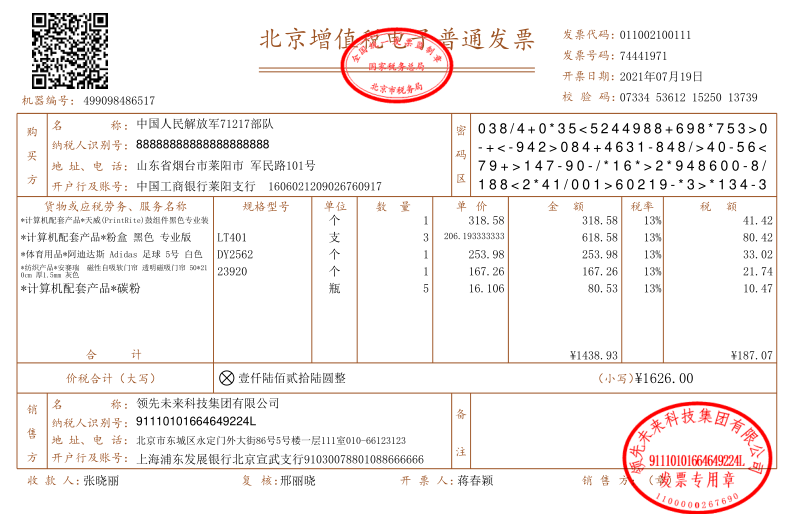 北京增值税电子普通发票
全国统一发票监制章
国家税务总局
北京市税务局
发票代码: 011002100111
发票号码: 74441971
开票日期: 2021年07月19日
校 验 码: 07334 53612 15250 13739
机器编号: 499098486517
购买方
名 称: 中国人民解放军71217部队
纳税人识别号: 88888888888888888888
地 址、电 话: 山东省烟台市莱阳市 军民路101号
开户行及账号: 中国工商银行莱阳支行 1606021209026760917
密码区
038/4+0*35<5244988+698*753>0
-+<-942>084+4631-848/>40-56<
79+>147-90-/*16*>2*948600-8/
188<2*41/001>60219-*3>*134-3
货物或应税劳务、服务名称 规格型号 单位 数 量 单 价 金 额 税率 税 额
*计算机配套产品*天威(PrintRite)鼓组件黑色专业装 个 1 318.58 318.58 13% 41.42
*计算机配套产品*粉盒 黑色 专业版 LT401 支 3 206.193333333 618.58 13% 80.42
*体育用品*阿迪达斯 Adidas 足球 5号 白色 DY2562 个 1 253.98 253.98 13% 33.02
*纺织产品*安赛瑞 磁性自吸软门帘 透明磁吸门帘 50*210cm 厚1.5mm 灰色 23920 个 1 167.26 167.26 13% 21.74
*计算机配套产品*碳粉 瓶 5 16.106 80.53 13% 10.47
合 计 ¥1438.93 ¥187.07
价税合计（大写） 壹仟陆佰贰拾陆圆整 （小写）¥1626.00
销售方
名 称: 领先未来科技集团有限公司
纳税人识别号: 91110101664649224L
地 址、电 话: 北京市东城区永定门外大街86号5号楼一层111室010-66123123
开户行及账号: 上海浦东发展银行北京宣武支行91030078801088666666
备注
领先未来科技集团有限公司
91110101664649224L
发票专用章
1100000267690
收 款 人: 张晓丽 复 核: 邢丽晓 开 票 人: 蒋春颖 销 售 方: (章)